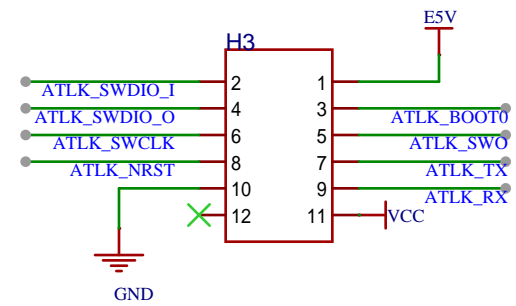 E5V
H3
2 1
ATLK_SWDIO_I
4 3
ATLK_SWDIO_O ATLK_BOOT0
6 5
ATLK_SWCLK ATLK_SWO
8 7
ATLK_NRST ATLK_TX
10 9
ATLK_RX
12 11 VCC
GND